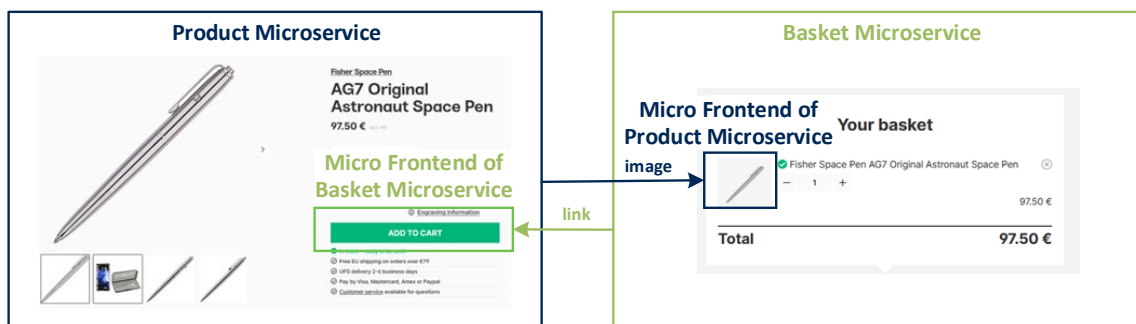 Product Microservice
Fisher Space Pen
AG7 Original
Astronaut Space Pen
97.50 €
Micro Frontend of
Basket Microservice
Engraving Information
ADD TO CART
Free EU shipping on orders over €79
UPS delivery 2-6 business days
Pay by Visa, Mastercard, Amex or Paypal
Customer service available for questions
image
link
Basket Microservice
Micro Frontend of
Product Microservice
Your basket
Fisher Space Pen AG7 Original Astronaut Space Pen
− 1 +
97.50 €
Total 97.50 €